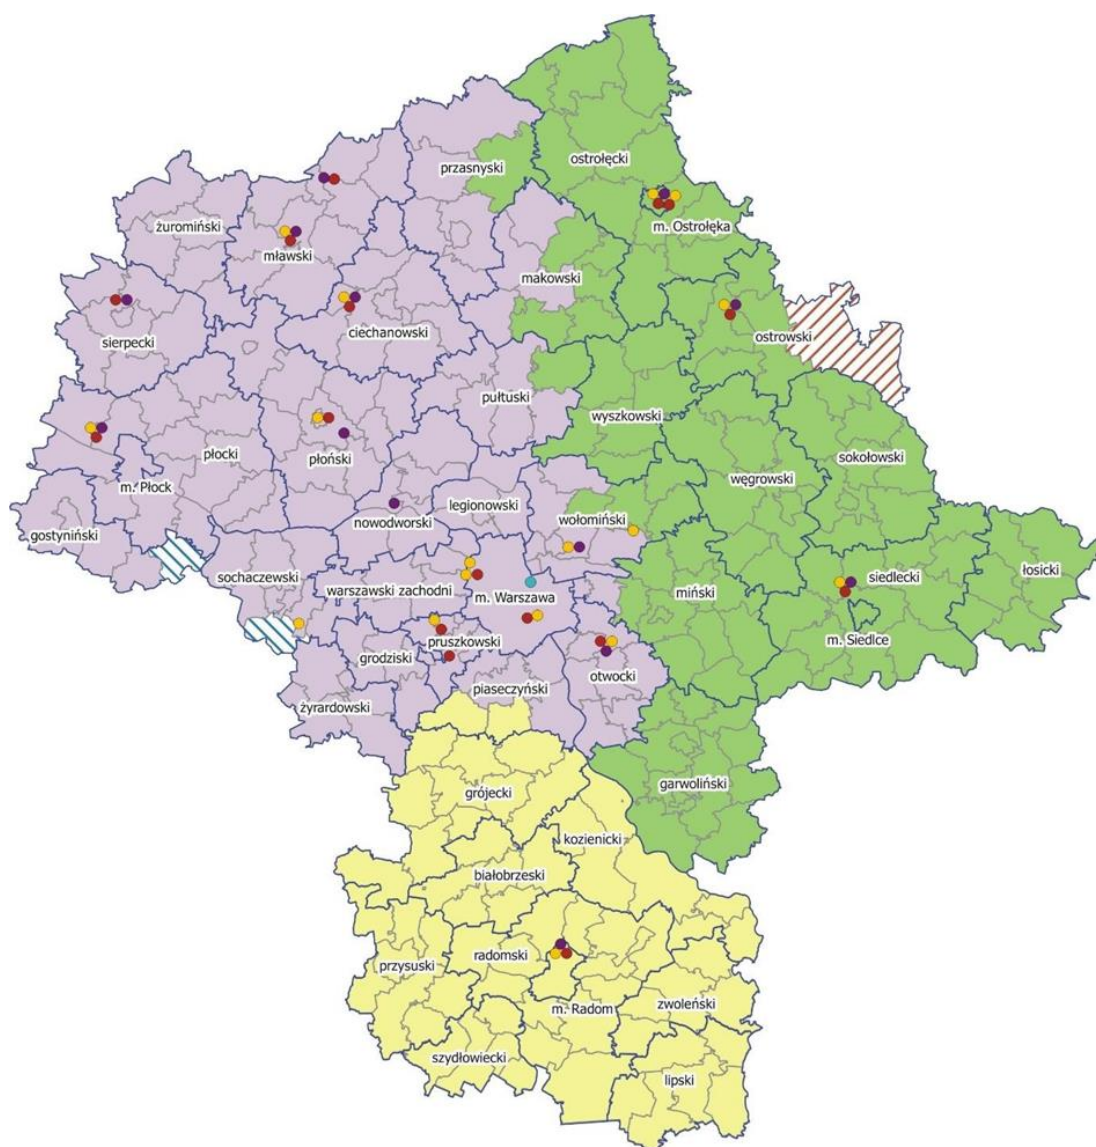 ostrołęcki
przasnyski
żuromiński
m. Ostrołęka
mławski
makowski
ciechanowski
ostrowski
sierpecki
pułtuski
wyszkowski
płocki
płoński
sokołowski
węgrowski
m. Płock
legionowski
nowodworski
wołomiński
gostyniński
sochaczewski
siedlecki
łosicki
warszawski zachodni
miński
m. Warszawa
pruszkowski
m. Siedlce
grodziski
otwocki
piaseczyński
żyrardowski
garwoliński
grójecki
kozienicki
białobrzeski
radomski
przysuski
zwoleński
m. Radom
szydłowiecki
lipski